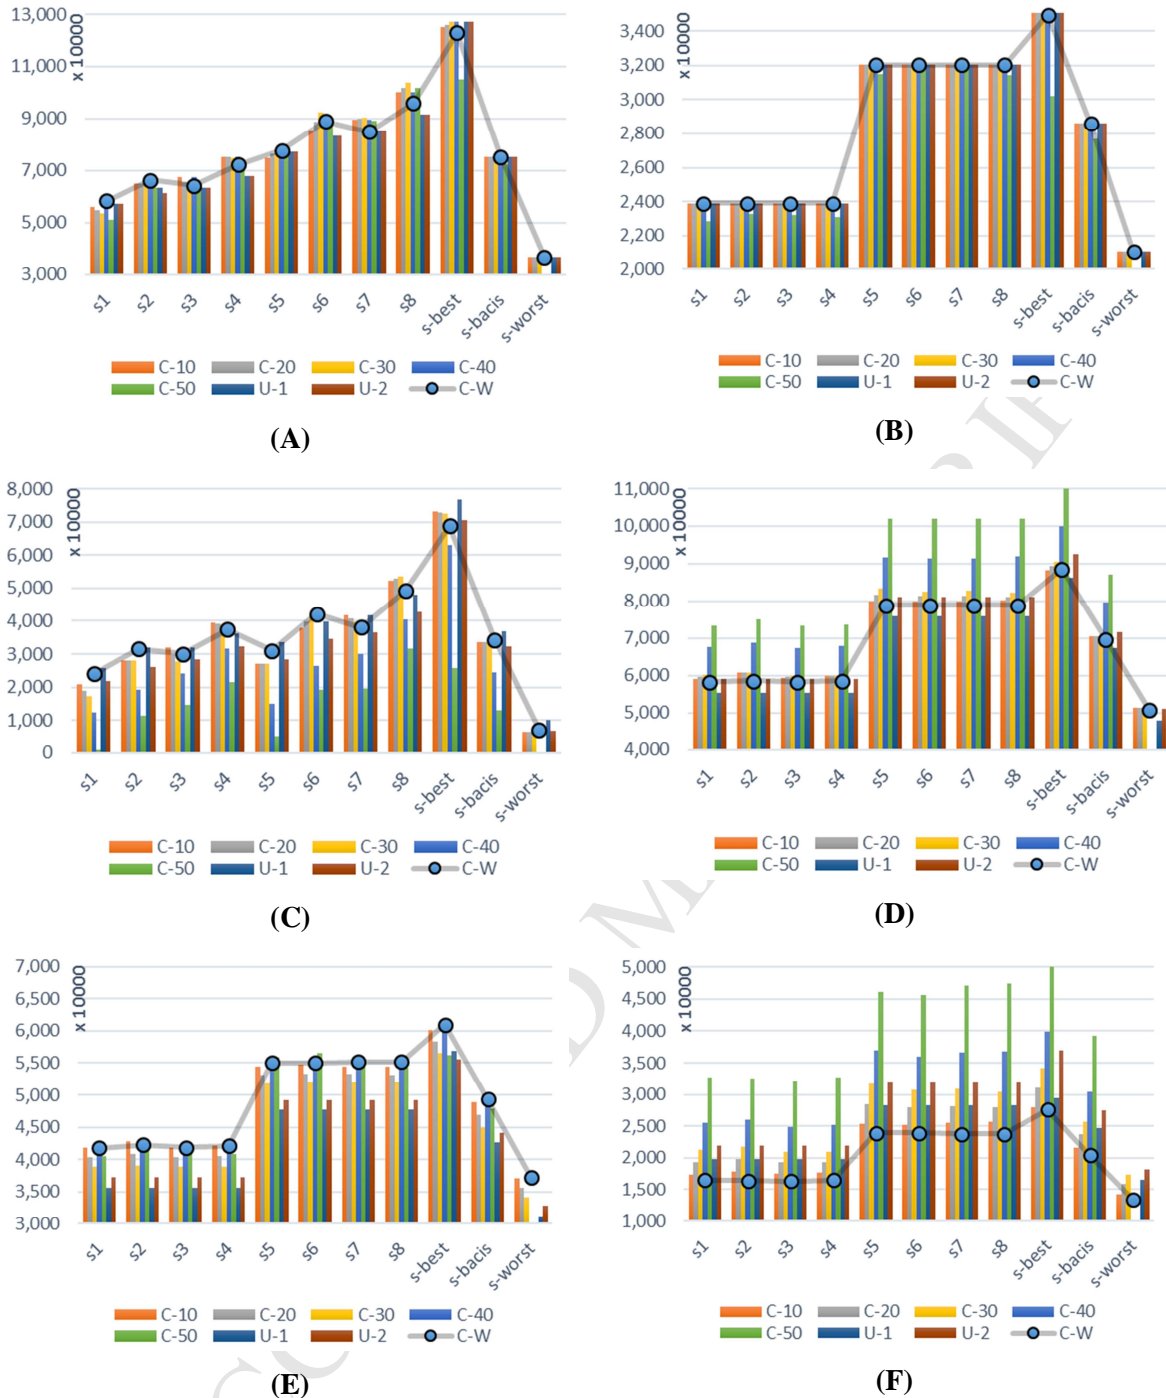 13,000
11,000
9,000
7,000
5,000
3,000
x 10000
s1 s2 s3 s4 s5 s6 s7 s8 s-best s-bacis s-worst
C-10 C-20 C-30 C-40
C-50 U-1 U-2 C-W
(A)
3,400
3,200
3,000
2,800
2,600
2,400
2,200
2,000
x 10000
s1 s2 s3 s4 s5 s6 s7 s8 s-best s-bacis s-worst
C-10 C-20 C-30 C-40
C-50 U-1 U-2 C-W
(B)
8,000
7,000
6,000
5,000
4,000
3,000
2,000
1,000
0
x 10000
s1 s2 s3 s4 s5 s6 s7 s8 s-best s-bacis s-worst
C-10 C-20 C-30 C-40
C-50 U-1 U-2 C-W
(C)
11,000
10,000
9,000
8,000
7,000
6,000
5,000
4,000
x 10000
s1 s2 s3 s4 s5 s6 s7 s8 s-best s-bacis s-worst
C-10 C-20 C-30 C-40
C-50 U-1 U-2 C-W
(D)
7,000
6,500
6,000
5,500
5,000
4,500
4,000
3,500
3,000
x 10000
s1 s2 s3 s4 s5 s6 s7 s8 s-best s-bacis s-worst
C-10 C-20 C-30 C-40
C-50 U-1 U-2 C-W
(E)
5,000
4,500
4,000
3,500
3,000
2,500
2,000
1,500
1,000
x 10000
s1 s2 s3 s4 s5 s6 s7 s8 s-best s-bacis s-worst
C-10 C-20 C-30 C-40
C-50 U-1 U-2 C-W
(F)